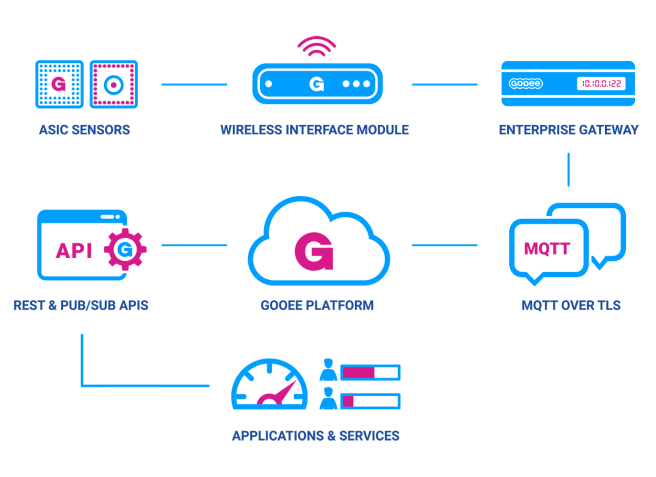 G
G
Gooee
10.10.0.122
ASIC SENSORS
WIRELESS INTERFACE MODULE
ENTERPRISE GATEWAY
API
G
G
MQTT
REST & PUB/SUB APIS
GOOEE PLATFORM
MQTT OVER TLS
APPLICATIONS & SERVICES